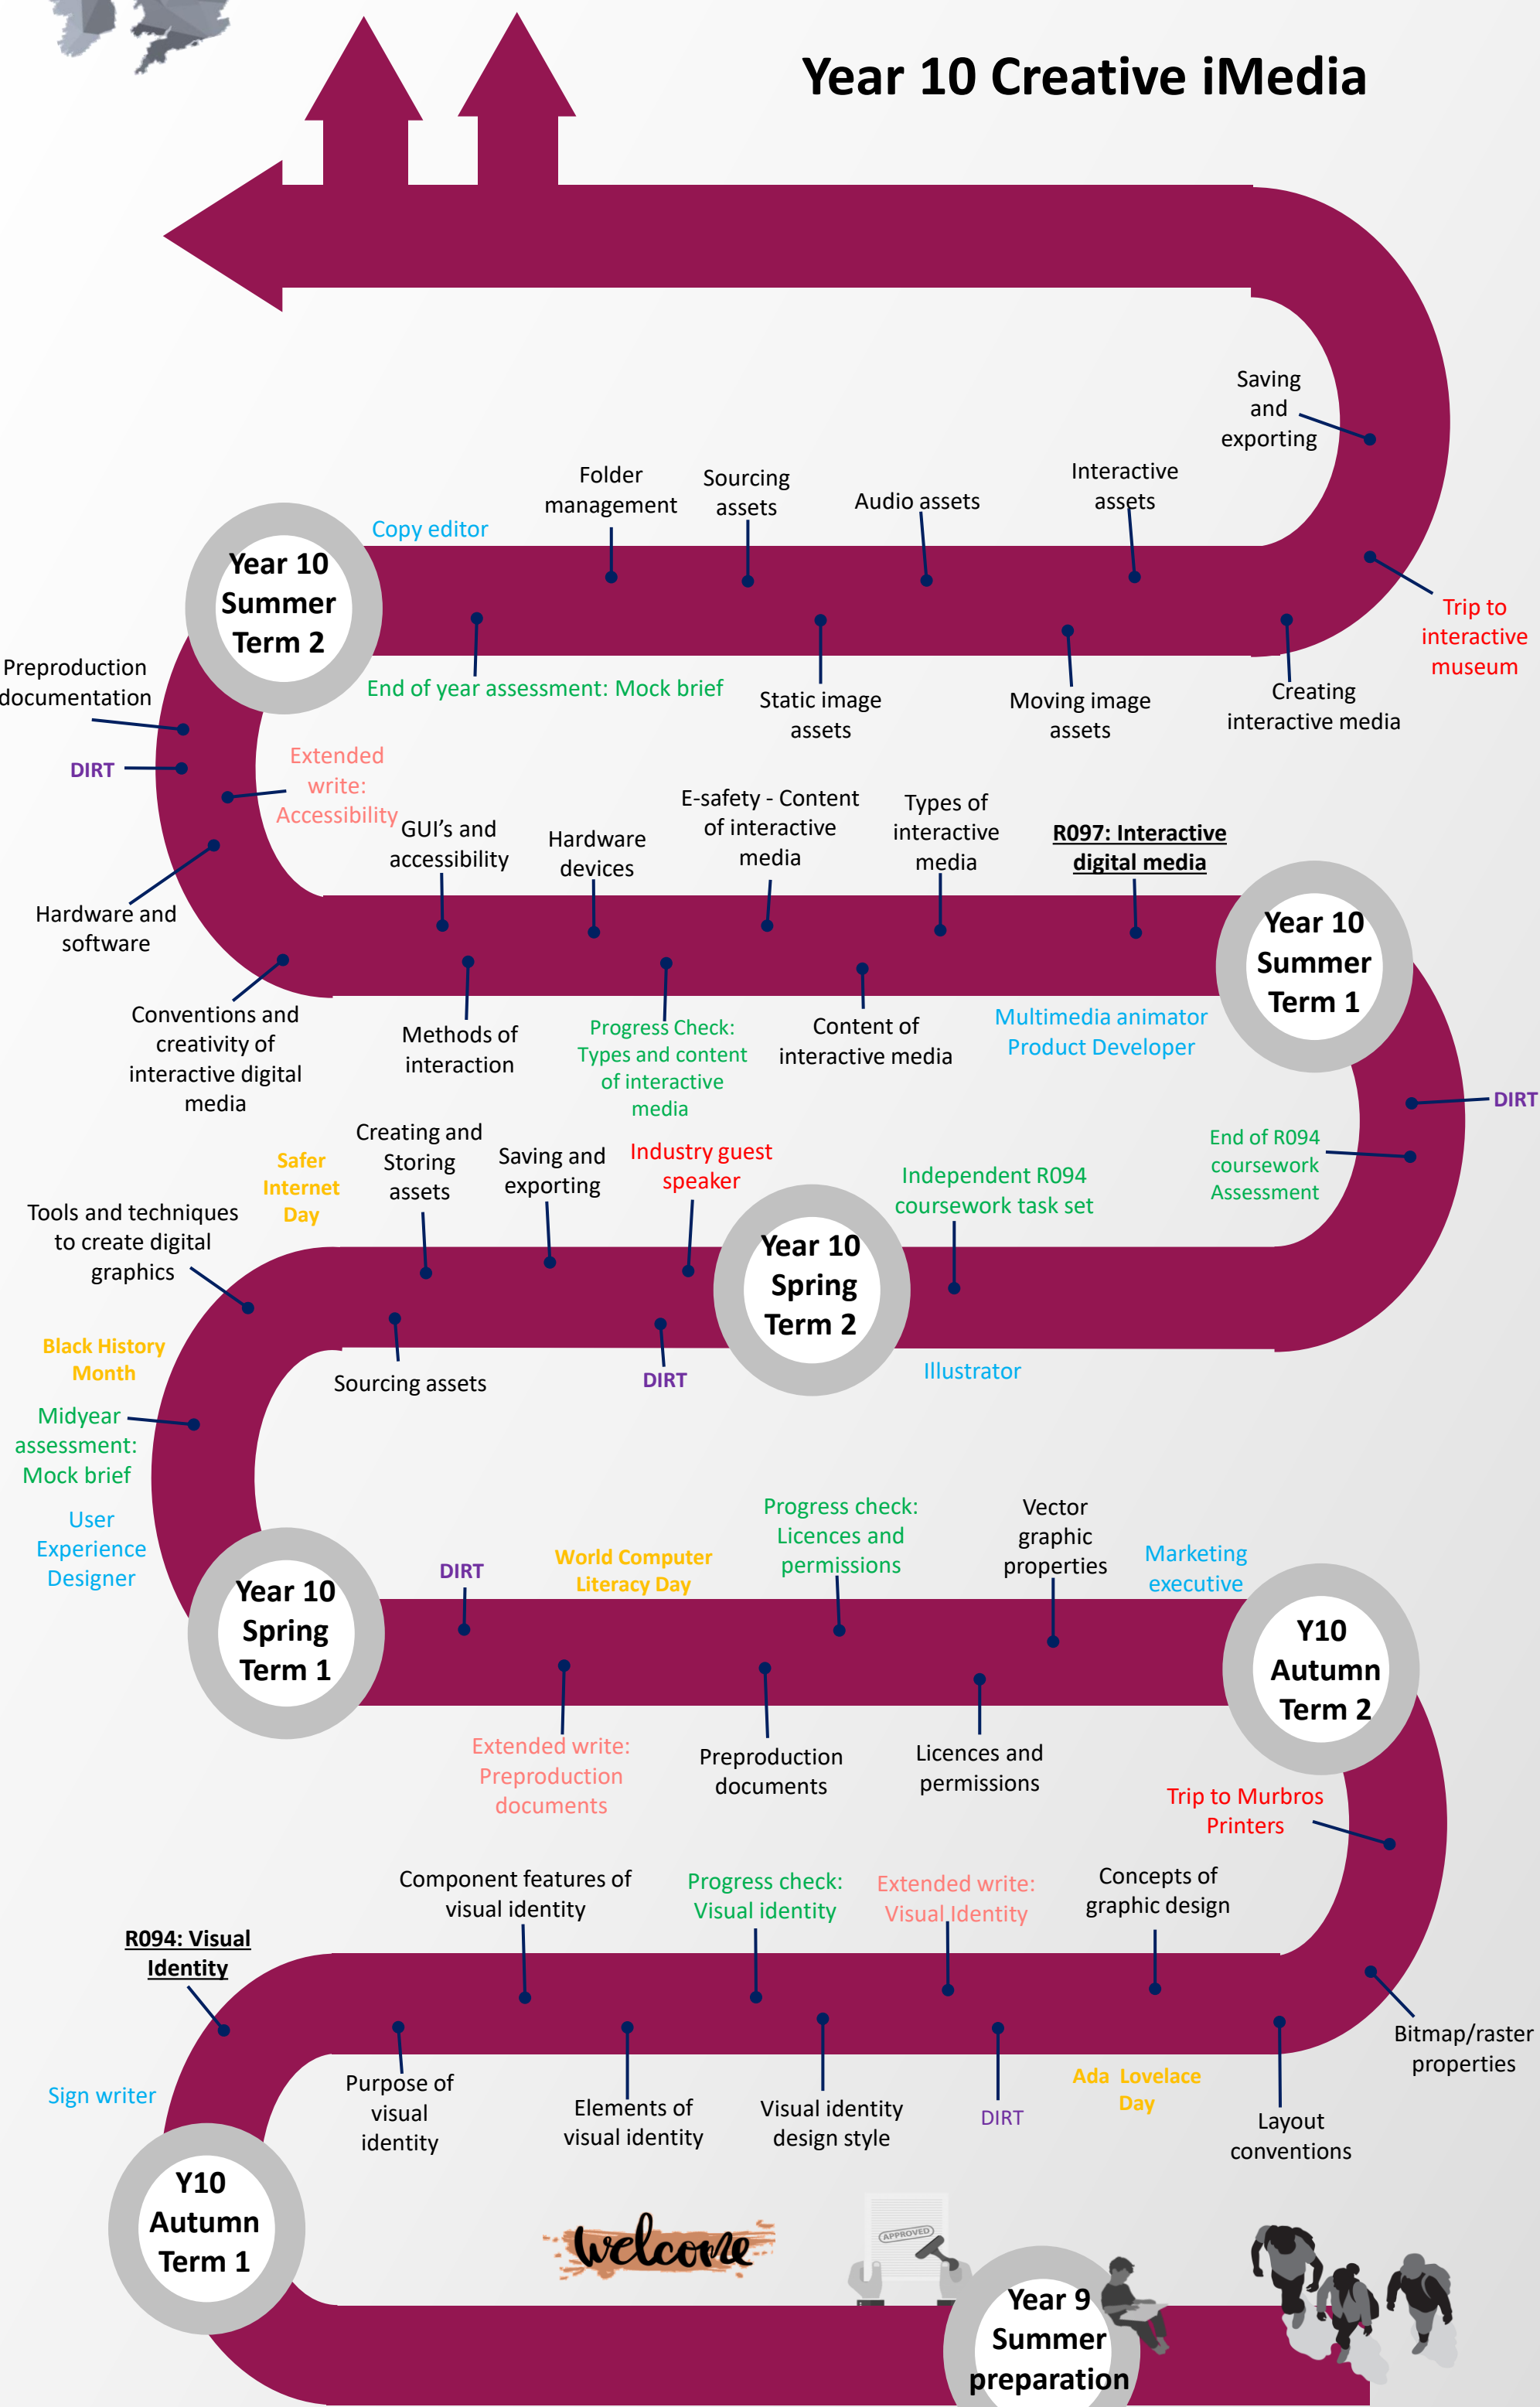 Year 10 Creative iMedia
Saving
and
exporting
Trip to
interactive
museum
Interactive
assets
Creating
interactive media
Audio assets
Moving image
assets
Sourcing
assets
Static image
assets
Folder
management
End of year assessment: Mock brief
Copy editor
Year 10
Summer
Term 2
Preproduction
documentation
DIRT
Extended
write:
Accessibility
Hardware and
software
Conventions and
creativity of
interactive digital
media
GUI's and
accessibility
Methods of
interaction
Hardware
devices
Progress Check:
Types and content
of interactive
media
E-safety - Content
of interactive
media
Content of
interactive media
Types of
interactive
media
R097: Interactive
digital media
Multimedia animator
Product Developer
Year 10
Summer
Term 1
DIRT
End of R094
coursework
Assessment
Independent R094
coursework task set
Illustrator
Year 10
Spring
Term 2
Industry guest
speaker
DIRT
Saving and
exporting
Creating and
Storing
assets
Sourcing assets
Safer
Internet
Day
Tools and techniques
to create digital
graphics
Black History
Month
Midyear
assessment:
Mock brief
User
Experience
Designer
Year 10
Spring
Term 1
DIRT
Extended write:
Preproduction
documents
World Computer
Literacy Day
Preproduction
documents
Progress check:
Licences and
permissions
Licences and
permissions
Vector
graphic
properties
Marketing
executive
Y10
Autumn
Term 2
Trip to Murbros
Printers
Bitmap/raster
properties
Concepts of
graphic design
Layout
conventions
Ada Lovelace
Day
Extended write:
Visual Identity
DIRT
Progress check:
Visual identity
Visual identity
design style
Component features of
visual identity
Elements of
visual identity
Purpose of
visual
identity
R094: Visual
Identity
Sign writer
Y10
Autumn
Term 1
welcome
APPROVED
Year 9
Summer
preparation